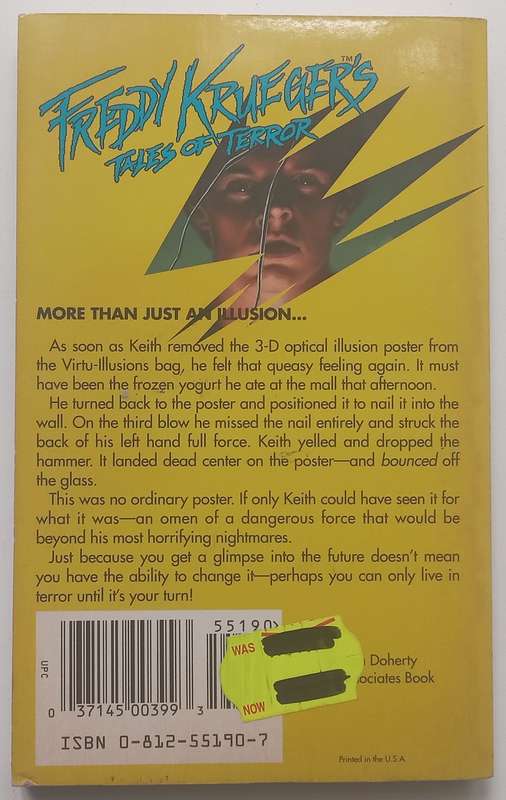 FREDDY KRUEGER'S™
TALES OF TERROR
MORE THAN JUST AN ILLUSION...
As soon as Keith removed the 3-D optical illusion poster from
the Virtu-Illusions bag, he felt that queasy feeling again. It must
have been the frozen yogurt he ate at the mall that afternoon.
He turned back to the poster and positioned it to nail it into the
wall. On the third blow he missed the nail entirely and struck the
back of his left hand full force. Keith yelled and dropped the
hammer. It landed dead center on the poster—and bounced off
the glass.
This was no ordinary poster. If only Keith could have seen it for
what it was—an omen of a dangerous force that would be
beyond his most horrifying nightmares.
Just because you get a glimpse into the future doesn't mean
you have the ability to change it—perhaps you can only live in
terror until it's your turn!
55190>
WAS
NOW
Doherty
Book
UPC
0 37145 00399 3
ISBN 0-812-55190-7
Printed in the U.S.A.